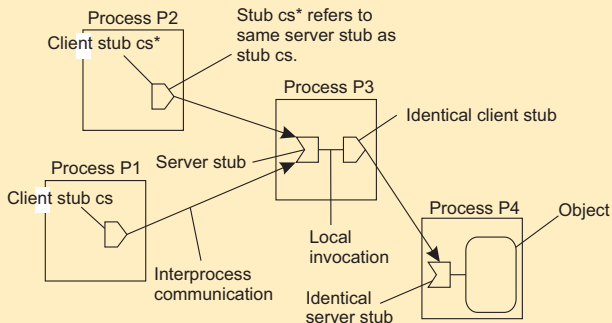 Process P2
Client stub cs*
Stub cs* refers to
same server stub as
stub cs.
Process P3
Identical client stub
Server stub
Process P1
Client stub cs
Process P4
Object
Local
invocation
Interprocess
communication
Identical
server stub